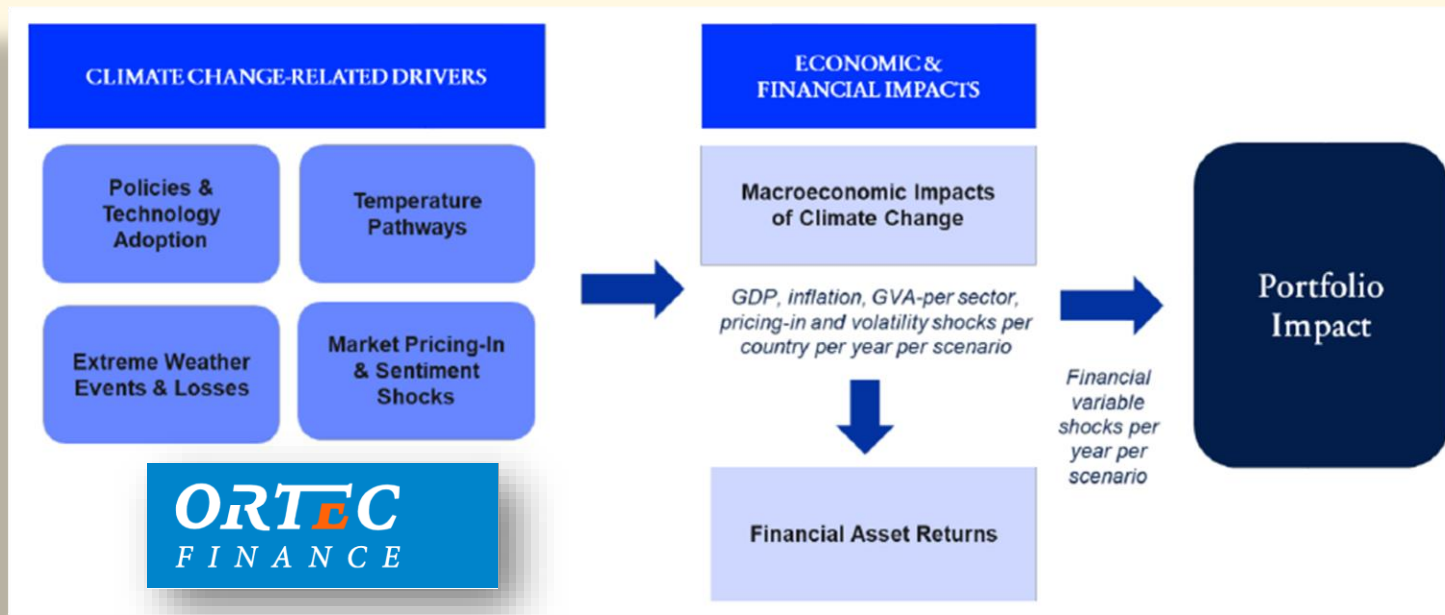 CLIMATE CHANGE-RELATED DRIVERS
Policies &
Technology
Adoption
Temperature
Pathways
Extreme Weather
Events & Losses
Market Pricing-In
& Sentiment
Shocks
ORTEC
FINANCE
ECONOMIC &
FINANCIAL IMPACTS
Macroeconomic Impacts
of Climate Change
GDP, inflation, GVA-per sector,
pricing-in and volatility shocks per
country per year per scenario
Financial Asset Returns
Financial
variable
shocks per
year per
scenario
Portfolio
Impact